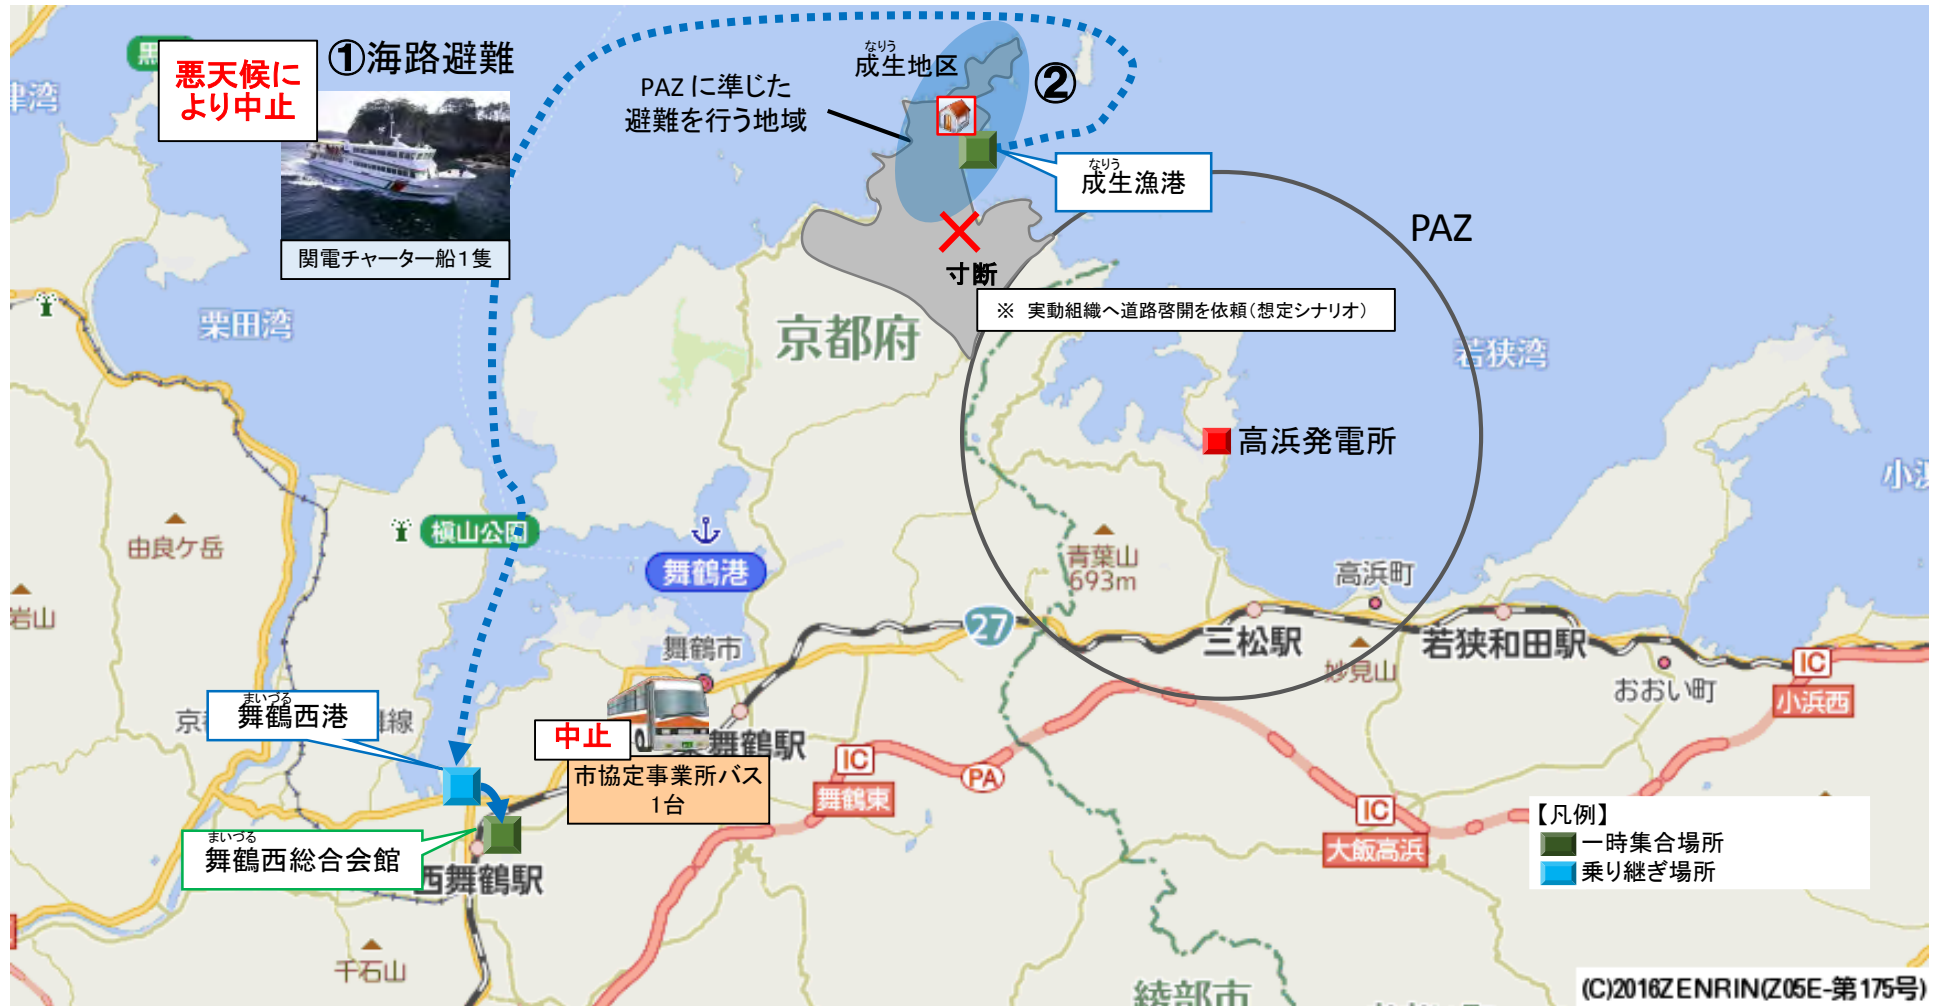 ①海路避難
悪天候に
より中止
関電チャーター船1隻
なりう
成生地区
②
PAZ に準じた
避難を行う地域
なりう
成生漁港
PAZ
寸断
※ 実動組織へ道路啓開を依頼(想定シナリオ)
黒
津湾
栗田湾
京都府
若狭湾
高浜発電所
小浜
槇山公園
由良ケ岳
舞鶴港
青葉山
693m
高浜町
岩山
27
舞鶴市
三松駅
若狭和田駅
妙見山
おおい町
IC
小浜西
まいづる
舞鶴西港
京
線
中止
市協定事業所バス
1台
舞鶴駅
IC
舞鶴東
PA
IC
大飯高浜
まいづる
舞鶴西総合会館
西舞鶴駅
【凡例】
一時集合場所
乗り継ぎ場所
千石山
綾部市
(C)2016ZENRIN(Z05E-第175号)